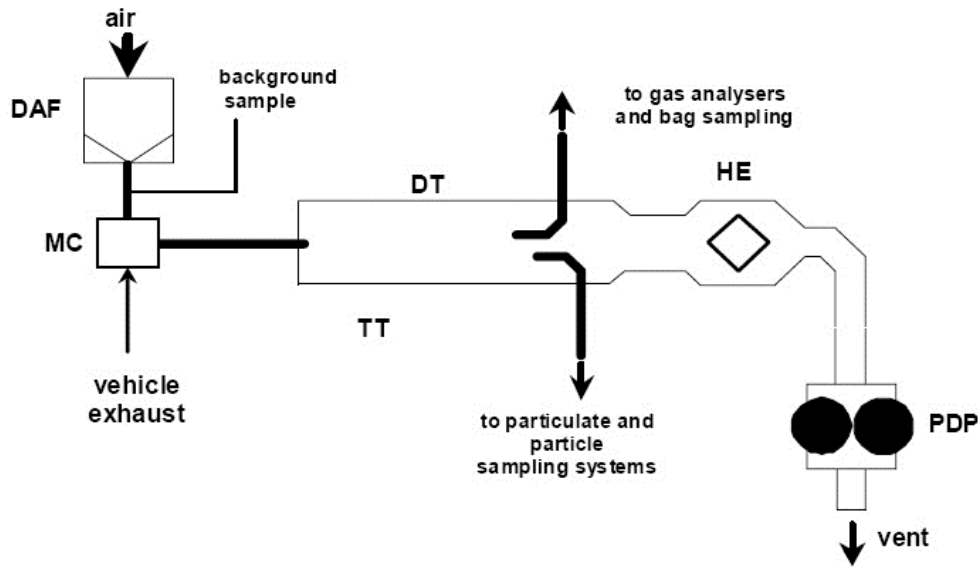 air
DAF
background
sample
to gas analysers
and bag sampling
HE
DT
MC
TT
vehicle
exhaust
to particulate and
particle
sampling systems
PDP
vent